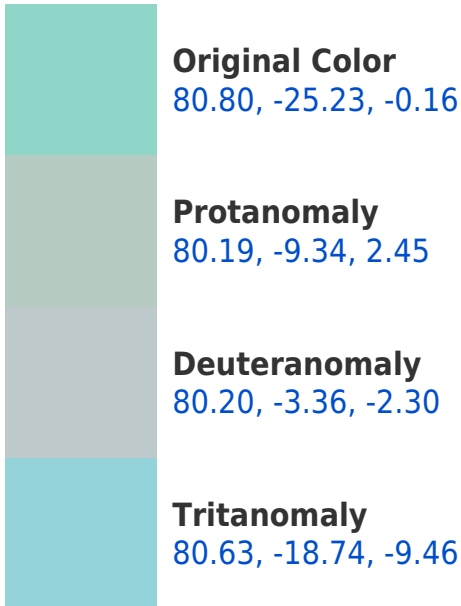 Original Color
80.80, -25.23, -0.16
Protanomaly
80.19, -9.34, 2.45
Deuteranomaly
80.20, -3.36, -2.30
Tritanomaly
80.63, -18.74, -9.46